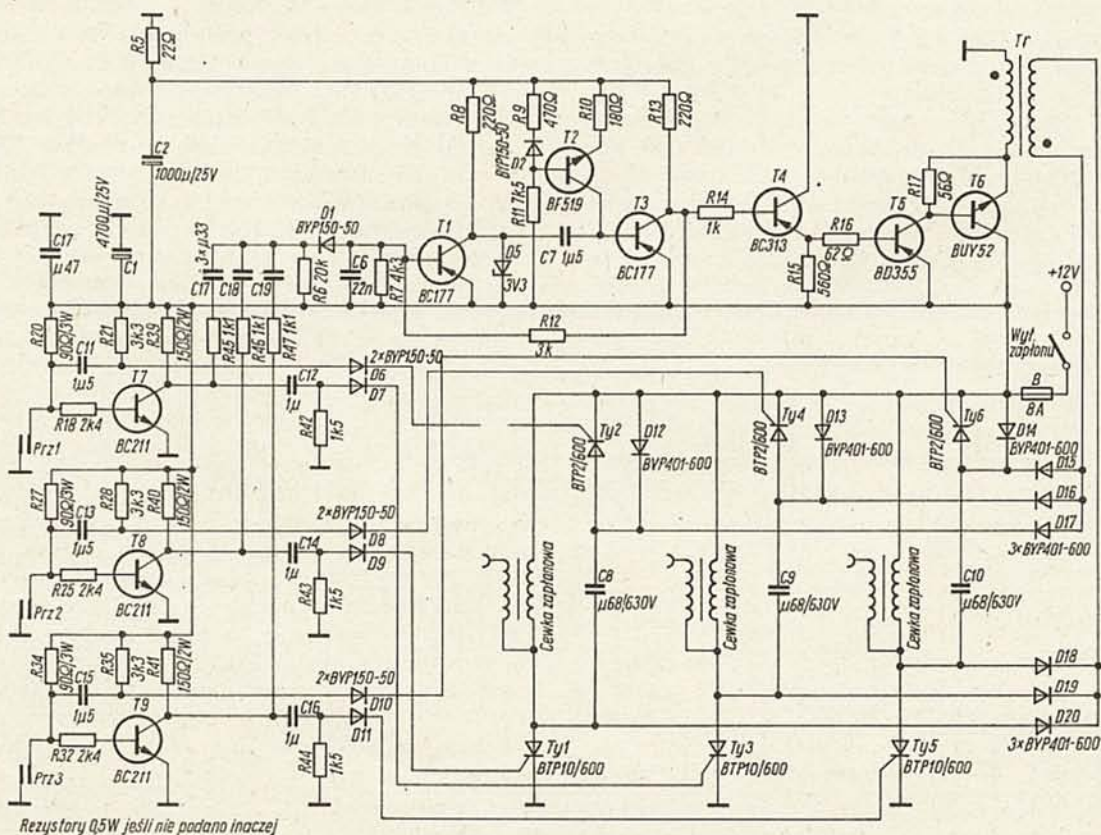 R5
22Ω
C2
1000µ/25V
C17
µ47
4700µ/25V
C1
3×µ33
C17
C18
C19
D1
BYP150-50
R6 20k
C6
22n
R7 4k3
T1
BC177
R8
220Ω
R9
470Ω
BYP150-50
D2
R11 7k5
D5
3V3
T2
BF519
R10
180Ω
C7 1µ5
T3
BC177
R13
220Ω
R12
3k
R14
1k
T4
BC313
R15
560Ω
R16
62Ω
T5
BD355
R17
56Ω
T6
BUY52
Tr
+12V
Wył.
zapłonu
B
8A
R20
90Ω/3W
R21
3k3
R39
150Ω/2W
C11
1µ5
T7
R18 2k4
BC211
Prz1
R45 1k1
R46 1k1
R47 1k1
C12
1µ
R42
1k5
2×BYP150-50
D6
D7
R27
90Ω/3W
R28
3k3
R40
150Ω/2W
C13
1µ5
T8
R25 2k4
BC211
Prz2
C14
1µ
R43
1k5
2×BYP150-50
D8
D9
R34
90Ω/3W
R35
3k3
R41
150Ω/2W
C15
1µ5
T9
R32 2k4
BC211
Prz3
C16
1µ
R44
1k5
2×BYP150-50
D10
D11
Ty2
BTP2/600
D12
BYP401-600
Ty4
BTP2/600
D13
BYP401-600
Ty6
BTP2/600
D14
BYP401-600
D15
D16
D17
3×BYP401-600
Cewka zapłonowa
C8
µ68/630V
Cewka zapłonowa
C9
µ68/630V
Cewka zapłonowa
C10
µ68/630V
D18
D19
D20
3×BYP401-600
Ty1
BTP10/600
Ty3
BTP10/600
Ty5
BTP10/600
Rezystory 0,5W jeśli nie podano inaczej